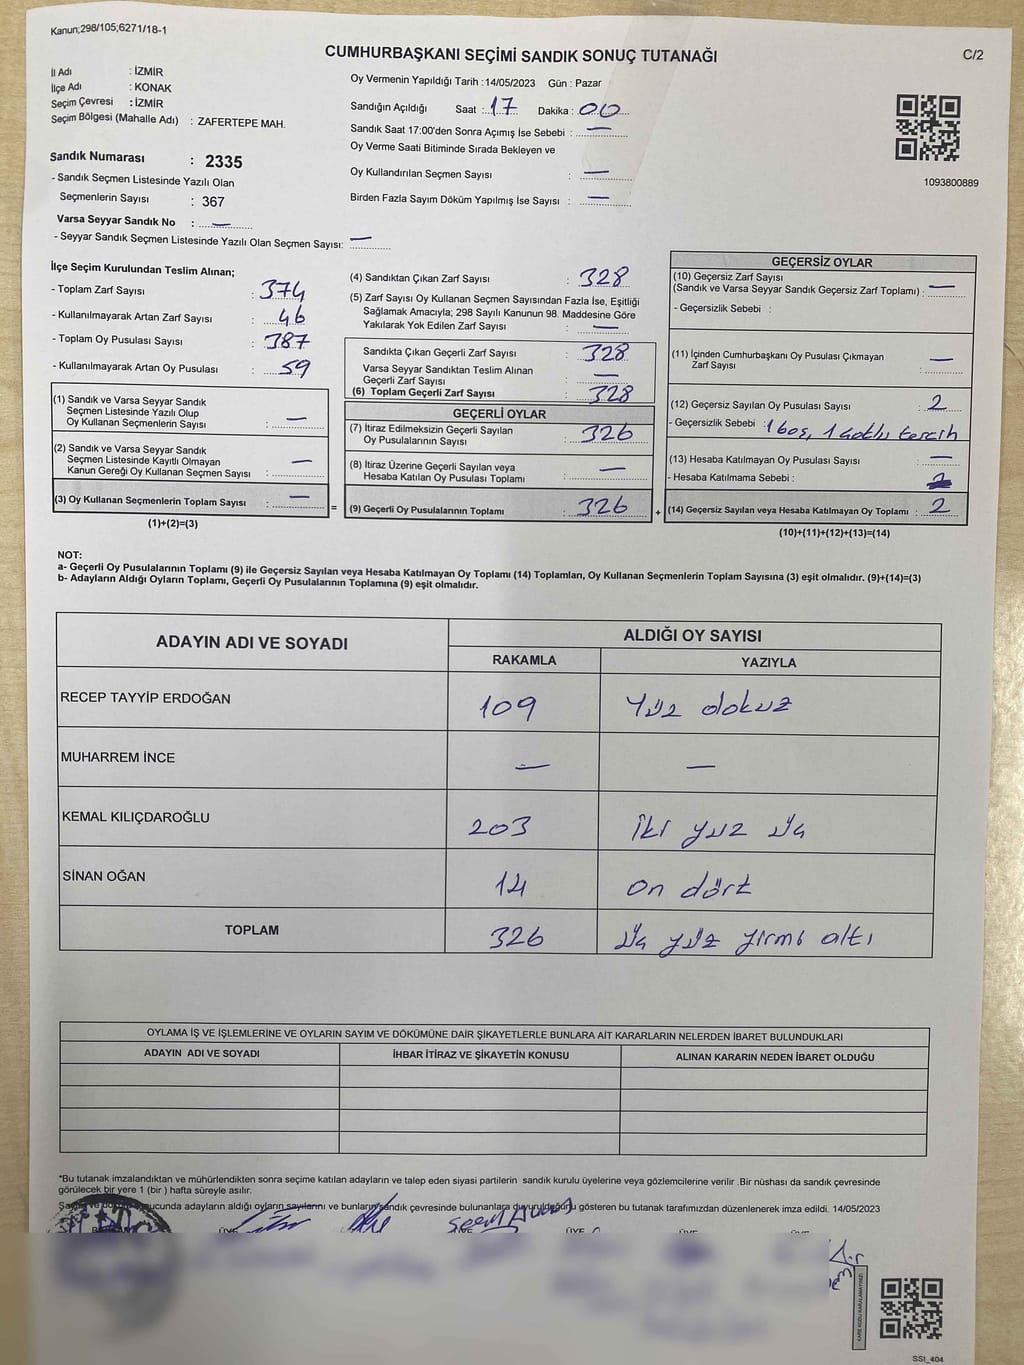 Kanun;298/105;6271/18-1
CUMHURBAŞKANI SEÇİMİ SANDIK SONUÇ TUTANAĞI
C/2
İl Adı : İZMİR
İlçe Adı : KONAK
Seçim Çevresi : İZMİR
Seçim Bölgesi (Mahalle Adı) : ZAFERTEPE MAH.
Sandık Numarası : 2335
- Sandık Seçmen Listesinde Yazılı Olan
Seçmenlerin Sayısı : 367
Varsa Seyyar Sandık No : —
- Seyyar Sandık Seçmen Listesinde Yazılı Olan Seçmen Sayısı: —
Oy Vermenin Yapıldığı Tarih :14/05/2023 Gün : Pazar
Sandığın Açıldığı Saat : 17 Dakika : 00
Sandık Saat 17:00'den Sonra Açımış İse Sebebi : —
Oy Verme Saati Bitiminde Sırada Bekleyen ve
Oy Kullandırılan Seçmen Sayısı : —
Birden Fazla Sayım Döküm Yapılmış İse Sayısı : —
1093800889
İlçe Seçim Kurulundan Teslim Alınan;
- Toplam Zarf Sayısı : 374
- Kullanılmayarak Artan Zarf Sayısı : 46
- Toplam Oy Pusulası Sayısı : 387
- Kullanılmayarak Artan Oy Pusulası : 59
(1) Sandık ve Varsa Seyyar Sandık
Seçmen Listesinde Yazılı Olup
Oy Kullanan Seçmenlerin Sayısı : —
(2) Sandık ve Varsa Seyyar Sandık
Seçmen Listesinde Kayıtlı Olmayan
Kanun Gereği Oy Kullanan Seçmen Sayısı : —
(3) Oy Kullanan Seçmenlerin Toplam Sayısı : —
(1)+(2)=(3)
(4) Sandıktan Çıkan Zarf Sayısı : 328
(5) Zarf Sayısı Oy Kullanan Seçmen Sayısından Fazla İse, Eşitliği
Sağlamak Amacıyla; 298 Sayılı Kanunun 98. Maddesine Göre
Yakılarak Yok Edilen Zarf Sayısı : —
Sandıkta Çıkan Geçerli Zarf Sayısı : 328
Varsa Seyyar Sandıktan Teslim Alınan
Geçerli Zarf Sayısı : —
(6) Toplam Geçerli Zarf Sayısı : 328
GEÇERLİ OYLAR
(7) İtiraz Edilmeksizin Geçerli Sayılan
Oy Pusulalarının Sayısı : 326
(8) İtiraz Üzerine Geçerli Sayılan veya
Hesaba Katılan Oy Pusulası Toplamı : —
= (9) Geçerli Oy Pusulalarının Toplamı : 326
GEÇERSİZ OYLAR
(10) Geçersiz Zarf Sayısı
(Sandık ve Varsa Seyyar Sandık Geçersiz Zarf Toplamı) : —
- Geçersizlik Sebebi :
(11) İçinden Cumhurbaşkanı Oy Pusulası Çıkmayan
Zarf Sayısı : —
(12) Geçersiz Sayılan Oy Pusulası Sayısı : 2
- Geçersizlik Sebebi : 1 boş, 1 tercih
(13) Hesaba Katılmayan Oy Pusulası Sayısı : —
- Hesaba Katılmama Sebebi :
+ (14) Geçersiz Sayılan veya Hesaba Katılmayan Oy Toplamı : 2
(10)+(11)+(12)+(13)=(14)
NOT:
a- Geçerli Oy Pusulalarının Toplamı (9) ile Geçersiz Sayılan veya Hesaba Katılmayan Oy Toplamı (14) Toplamları, Oy Kullanan Seçmenlerin Toplam Sayısına (3) eşit olmalıdır. (9)+(14)=(3)
b- Adayların Aldığı Oyların Toplamı, Geçerli Oy Pusulalarının Toplamına (9) eşit olmalıdır.
ADAYIN ADI VE SOYADI
ALDIĞI OY SAYISI
RAKAMLA YAZIYLA
RECEP TAYYİP ERDOĞAN 109 Yüz dokuz
MUHARREM İNCE — —
KEMAL KILIÇDAROĞLU 203 İki yuz üç
SİNAN OĞAN 14 on dört
TOPLAM 326 üç yüz yirmi altı
OYLAMA İŞ VE İŞLEMLERİNE VE OYLARIN SAYIM VE DÖKÜMÜNE DAİR ŞİKAYETLERLE BUNLARA AİT KARARLARIN NELERDEN İBARET BULUNDUKLARI
ADAYIN ADI VE SOYADI İHBAR İTİRAZ VE ŞİKAYETİN KONUSU ALINAN KARARIN NEDEN İBARET OLDUĞU
*Bu tutanak imzalandıktan ve mühürlendikten sonra seçime katılan adayların ve talep eden siyasi partilerin sandık kurulu üyelerine veya gözlemcilerine verilir .Bir nüshası da sandık çevresinde
görülecek bir yere 1 (bir ) hafta süreyle asılır.
ucunda adayların aldığı oyların sayılarını ve bunların sandık çevresinde bulunanlara duyurulduğunu gösteren bu tutanak tarafımızdan düzenlenerek imza edildi. 14/05/2023
ÜYE ÜYE ÜYE ÜYE
SSI_404